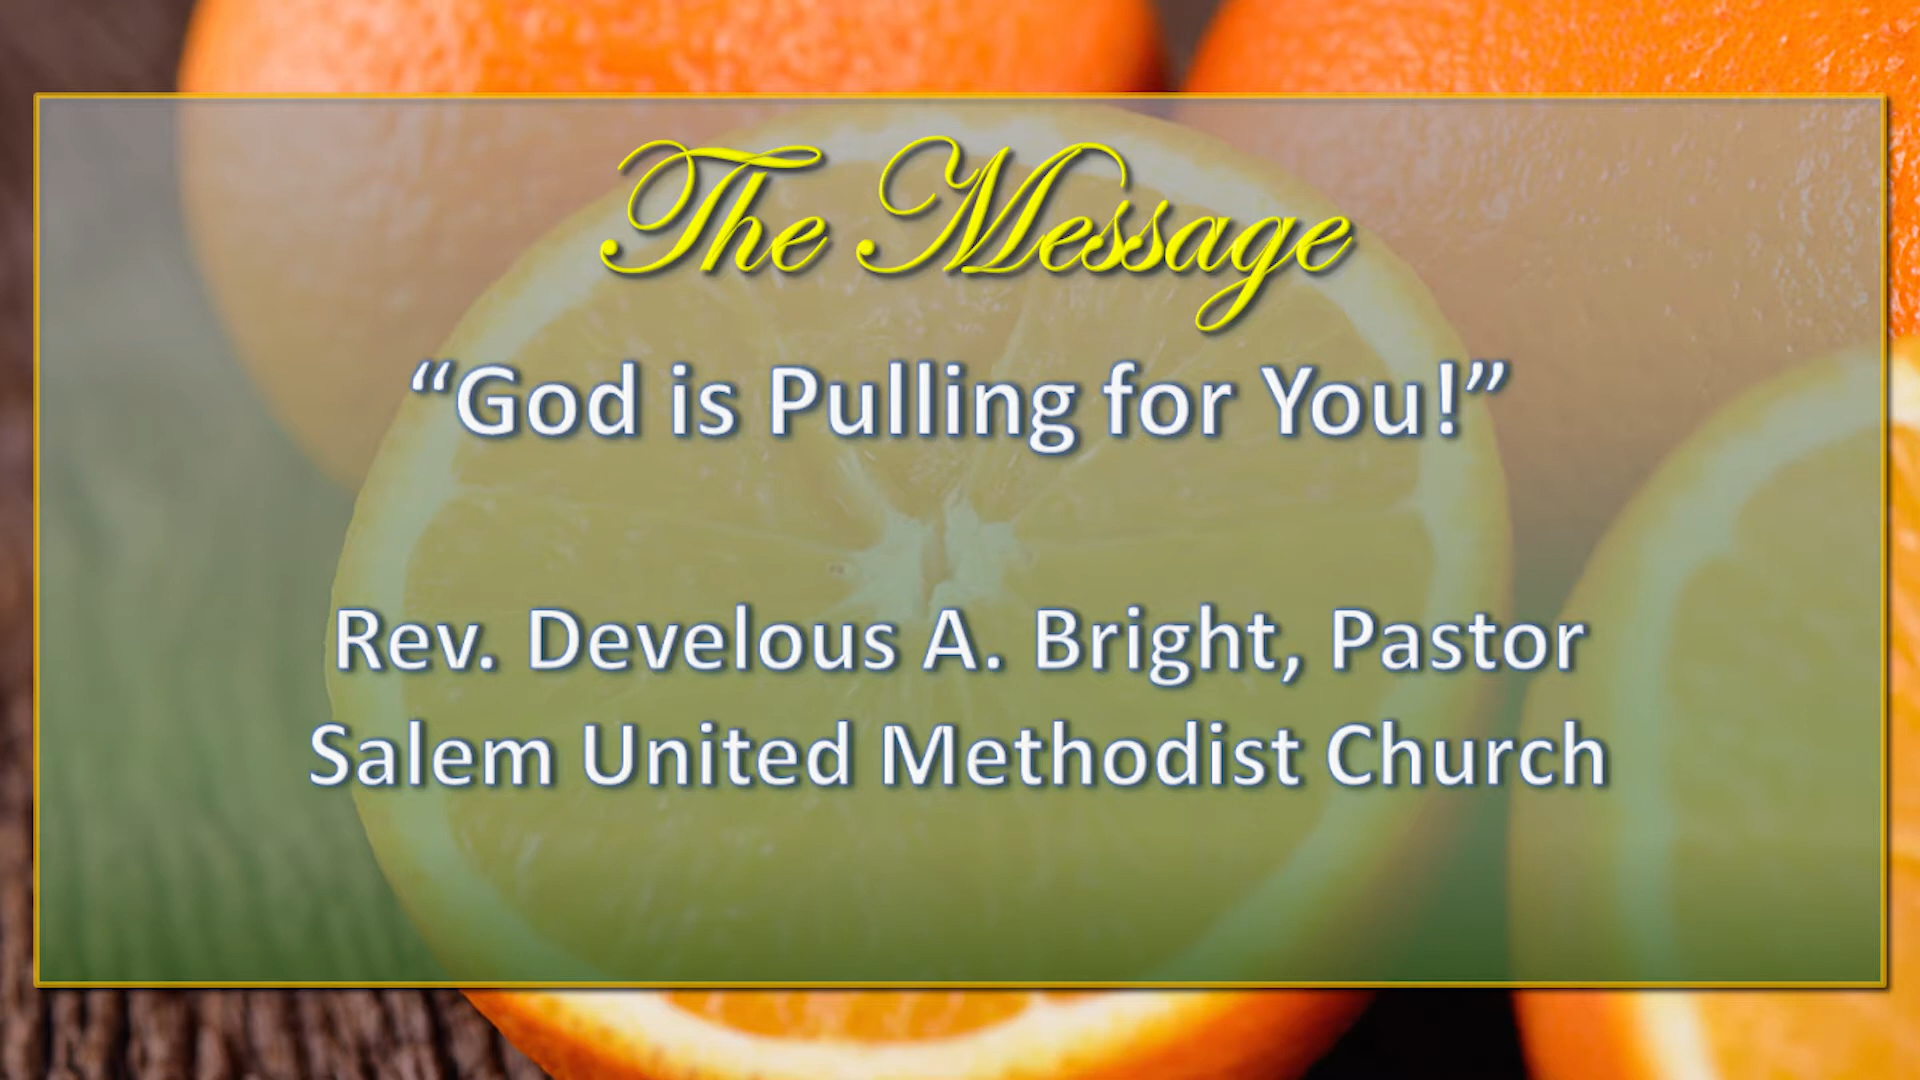 The Message
“God is Pulling for You!”
Rev. Develous A. Bright, Pastor
Salem United Methodist Church